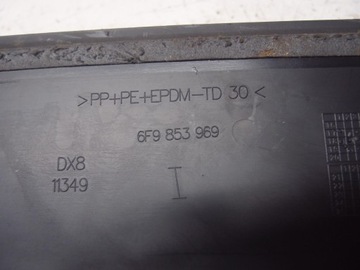 >PP+PE+EPDM-TD 30<
6F9 853 969
DX8
11349